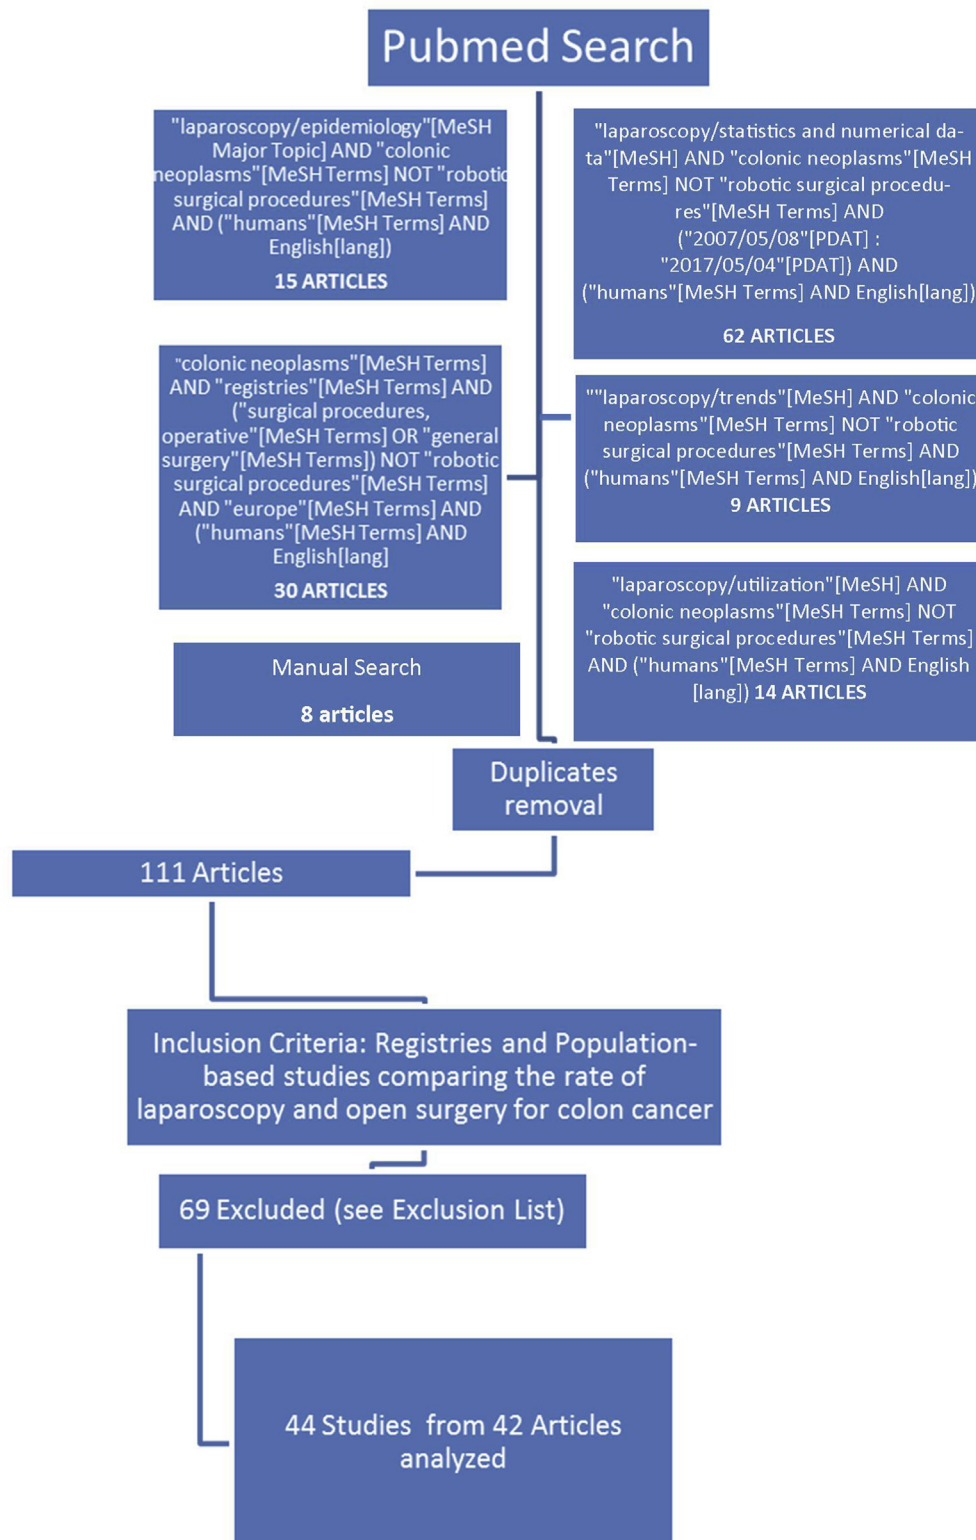 Pubmed Search
"laparoscopy/epidemiology"[MeSH
Major Topic] AND "colonic
neoplasms"[MeSH Terms] NOT "robotic
surgical procedures"[MeSH Terms]
AND ("humans"[MeSH Terms] AND
English[lang])
15 ARTICLES
"laparoscopy/statistics and numerical da-
ta"[MeSH] AND "colonic neoplasms"[MeSH
Terms] NOT "robotic surgical procedu-
res"[MeSH Terms] AND
("2007/05/08"[PDAT] :
"2017/05/04"[PDAT]) AND
("humans"[MeSH Terms] AND English[lang])
62 ARTICLES
"colonic neoplasms"[MeSH Terms]
AND "registries"[MeSH Terms] AND
("surgical procedures,
operative"[MeSH Terms] OR "general
surgery"[MeSH Terms]) NOT "robotic
surgical procedures"[MeSH Terms]
AND "europe"[MeSH Terms] AND
("humans"[MeSH Terms] AND
English[lang]
30 ARTICLES
""laparoscopy/trends"[MeSH] AND "colonic
neoplasms"[MeSH Terms] NOT "robotic
surgical procedures"[MeSH Terms] AND
("humans"[MeSH Terms] AND English[lang])
9 ARTICLES
"laparoscopy/utilization"[MeSH] AND
"colonic neoplasms"[MeSH Terms] NOT
"robotic surgical procedures"[MeSH Terms]
AND ("humans"[MeSH Terms] AND English
[lang]) 14 ARTICLES
Manual Search
8 articles
Duplicates
removal
111 Articles
Inclusion Criteria: Registries and Population-
based studies comparing the rate of
laparoscopy and open surgery for colon cancer
69 Excluded (see Exclusion List)
44 Studies from 42 Articles
analyzed